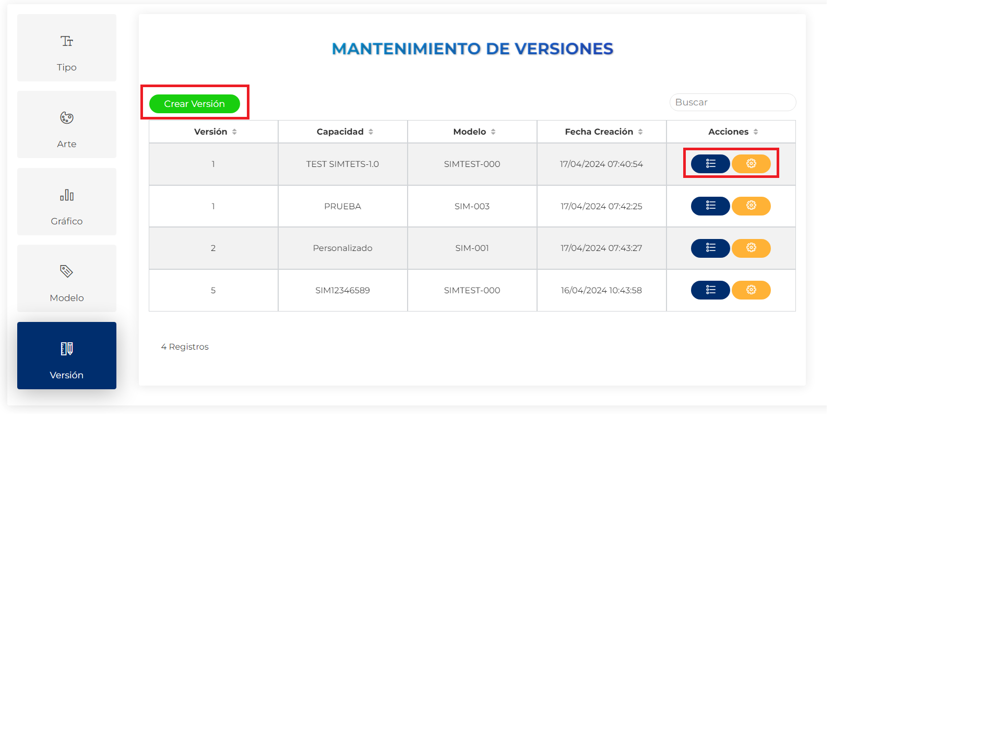 Tipo
Arte
Gráfico
Modelo
Versión
MANTENIMIENTO DE VERSIONES
Crear Versión
Buscar
Versión Capacidad Modelo Fecha Creación Acciones
1 TEST SIMTETS-1.0 SIMTEST-000 17/04/2024 07:40:54
1 PRUEBA SIM-003 17/04/2024 07:42:25
2 Personalizado SIM-001 17/04/2024 07:43:27
5 SIM12346589 SIMTEST-000 16/04/2024 10:43:58
4 Registros